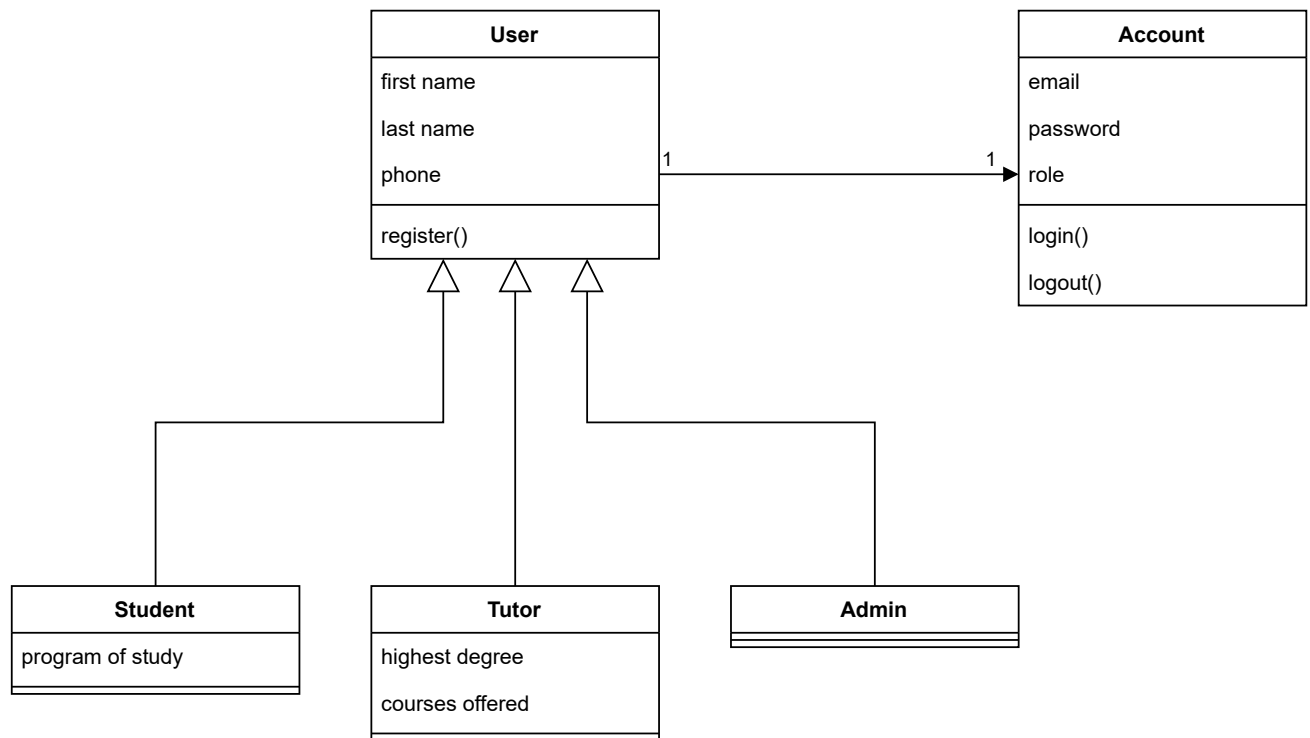 User
first name
last name
phone
register()
1
1
Account
email
password
role
login()
logout()
Student
program of study
Tutor
highest degree
courses offered
Admin